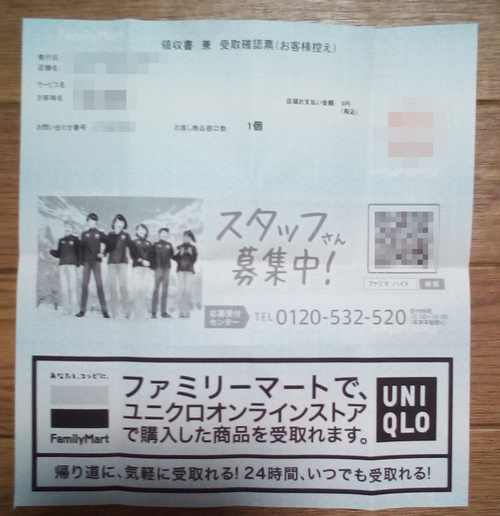 領収書 兼 受取確認票(お客様控え)
発行日
店舗名
サービス名
お客様名
店頭お支払い金額 0円
(税込)
お問い合わせ番号
お渡し商品個口数 1個
スタッフさん
募集中!
ファミマ バイト 検索
応募受付
センター
TEL 0120-532-520
あなたと、コンビに、
FamilyMart
ファミリーマートで、
ユニクロオンラインストア
で購入した商品を受取れます。
UNI
QLO
帰り道に、気軽に受取れる!24時間、いつでも受取れる!